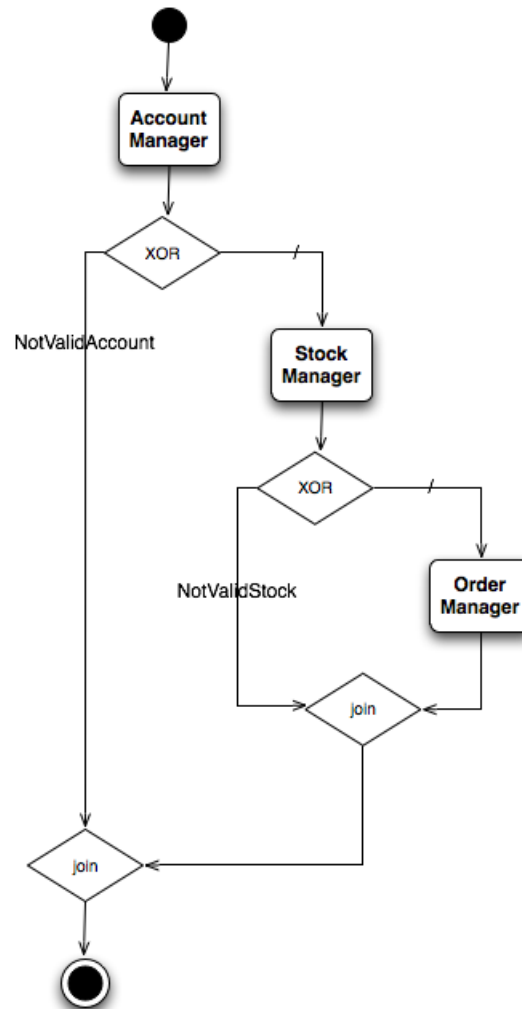 Account
Manager
XOR
NotValidAccount
Stock
Manager
XOR
NotValidStock
Order
Manager
join
join